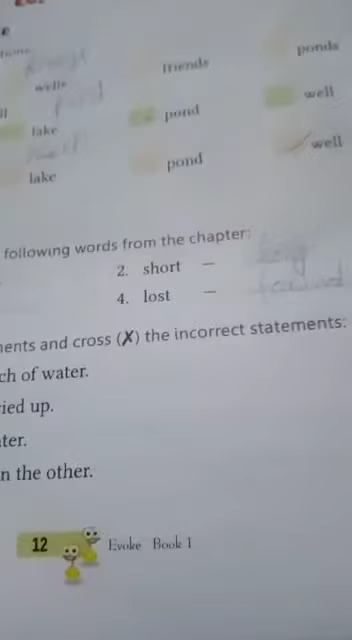 friends
ponds
wells
pond
well
lake
pond
well
lake
following words from the chapter:
2. short —
4. lost —
ents and cross (✗) the incorrect statements:
ch of water.
ied up.
ter.
n the other.
12
Evoke Book 1